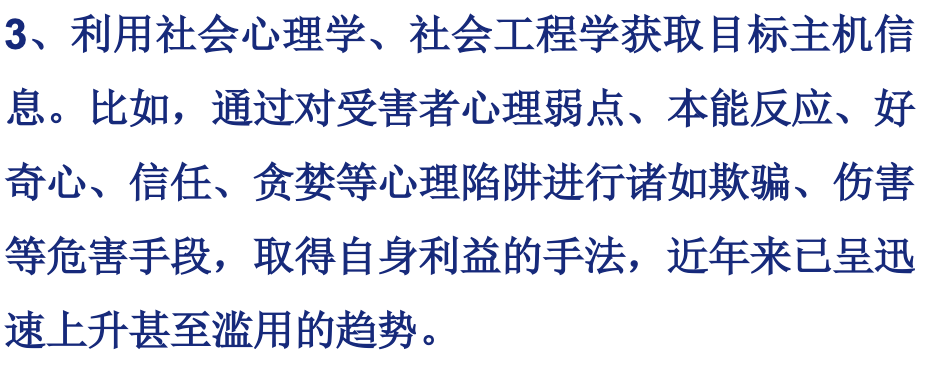 3、利用社会心理学、社会工程学获取目标主机信
息。比如，通过对受害者心理弱点、本能反应、好
奇心、信任、贪婪等心理陷阱进行诸如欺骗、伤害
等危害手段，取得自身利益的手法，近年来已呈迅
速上升甚至滥用的趋势。